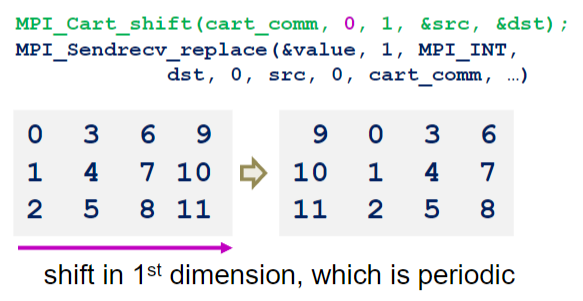 MPI_Cart_shift(cart_comm, 0, 1, &src, &dst);
MPI_Sendrecv_replace(&value, 1, MPI_INT,
dst, 0, src, 0, cart_comm, …)
0 3 6 9 9 0 3 6
1 4 7 10 10 1 4 7
2 5 8 11 11 2 5 8
shift in 1st dimension, which is periodic